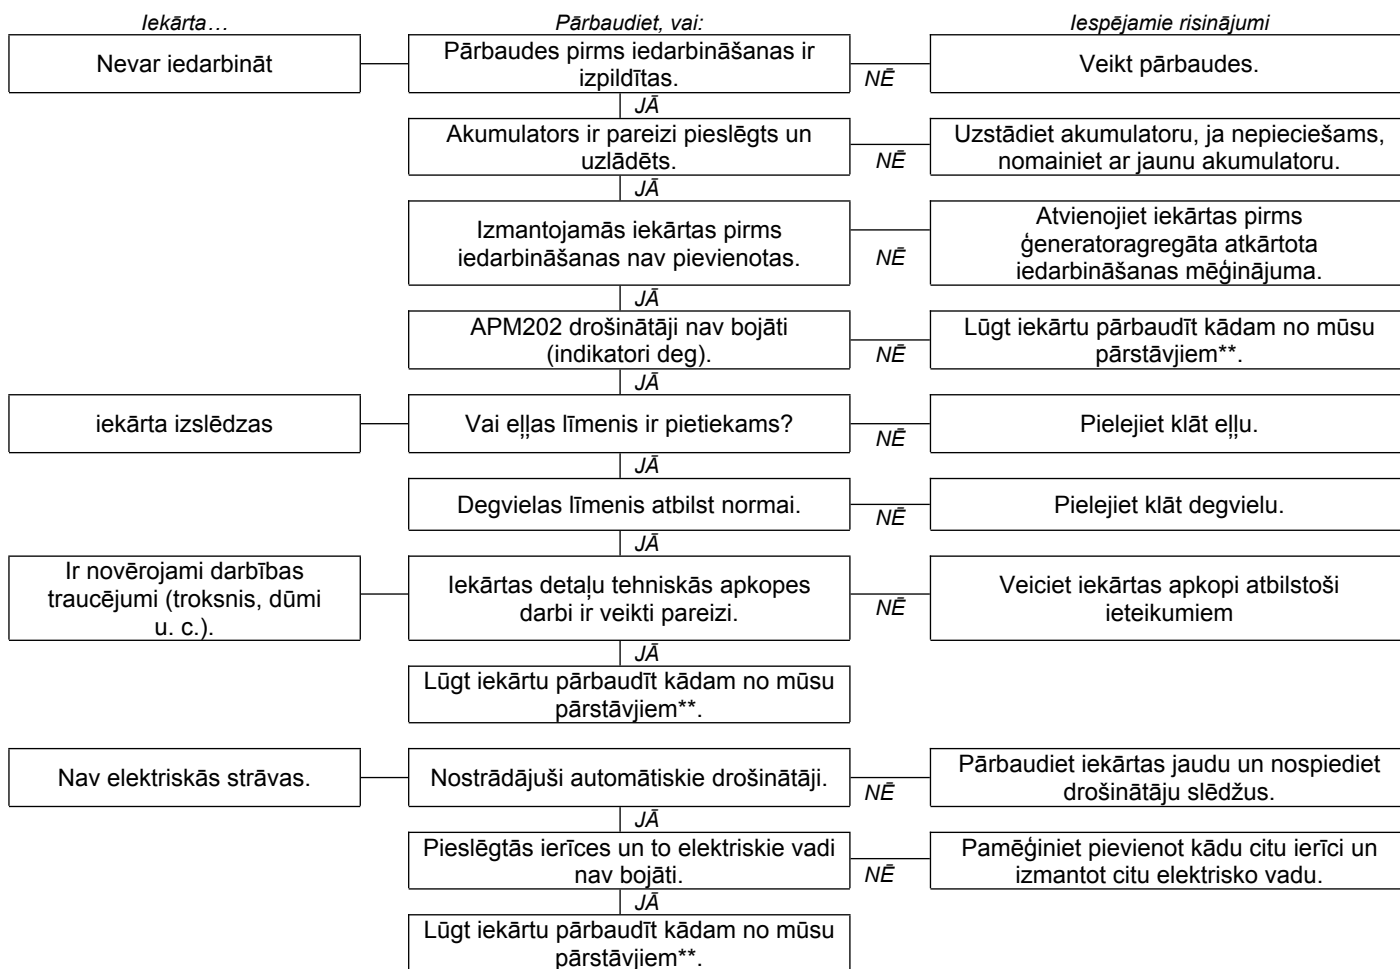 Iekārta…
Pārbaudiet, vai:
Iespējamie risinājumi
Nevar iedarbināt
Pārbaudes pirms iedarbināšanas ir
izpildītas.
NĒ
Veikt pārbaudes.
JĀ
Akumulators ir pareizi pieslēgts un
uzlādēts.
NĒ
Uzstādiet akumulatoru, ja nepieciešams,
nomainiet ar jaunu akumulatoru.
JĀ
Izmantojamās iekārtas pirms
iedarbināšanas nav pievienotas.
NĒ
Atvienojiet iekārtas pirms
ģeneratoragregāta atkārtota
iedarbināšanas mēģinājuma.
JĀ
APM202 drošinātāji nav bojāti
(indikatori deg).
NĒ
Lūgt iekārtu pārbaudīt kādam no mūsu
pārstāvjiem**.
JĀ
iekārta izslēdzas
Vai eļļas līmenis ir pietiekams?
NĒ
Pielejiet klāt eļļu.
JĀ
Degvielas līmenis atbilst normai.
NĒ
Pielejiet klāt degvielu.
JĀ
Ir novērojami darbības
traucējumi (troksnis, dūmi
u. c.).
Iekārtas detaļu tehniskās apkopes
darbi ir veikti pareizi.
NĒ
Veiciet iekārtas apkopi atbilstoši
ieteikumiem
JĀ
Lūgt iekārtu pārbaudīt kādam no mūsu
pārstāvjiem**.
Nav elektriskās strāvas.
Nostrādājuši automātiskie drošinātāji.
NĒ
Pārbaudiet iekārtas jaudu un nospiediet
drošinātāju slēdžus.
JĀ
Pieslēgtās ierīces un to elektriskie vadi
nav bojāti.
NĒ
Pamēģiniet pievienot kādu citu ierīci un
izmantot citu elektrisko vadu.
JĀ
Lūgt iekārtu pārbaudīt kādam no mūsu
pārstāvjiem**.